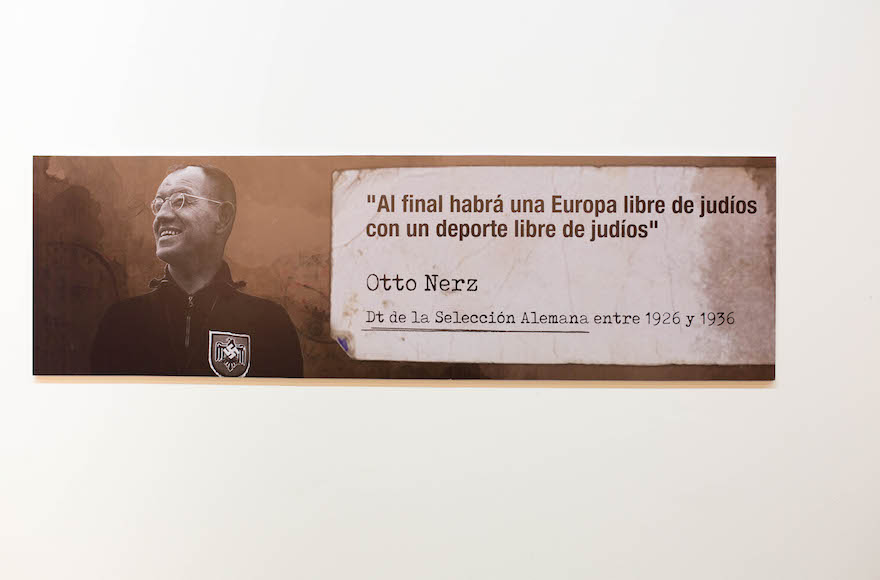 "Al final habrá una Europa libre de judíos
con un deporte libre de judíos"
Otto Nerz
Dt de la Selección Alemana entre 1926 y 1936